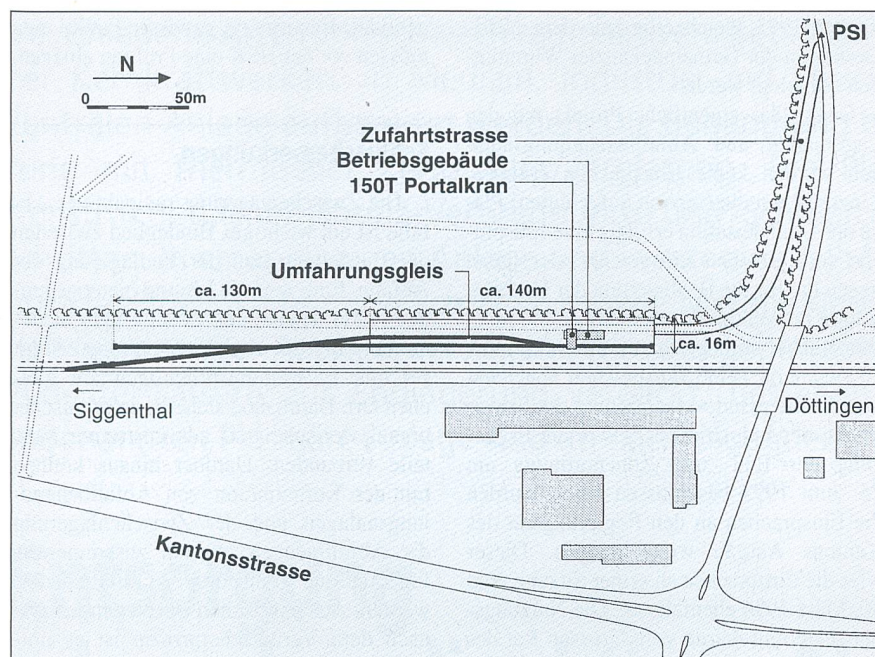 PSI
N
0 50m
Zufahrtstrasse
Betriebsgebäude
150T Portalkran
Umfahrungsgleis
ca. 130m
ca. 140m
ca. 16m
Siggenthal
Döttingen
Kantonsstrasse